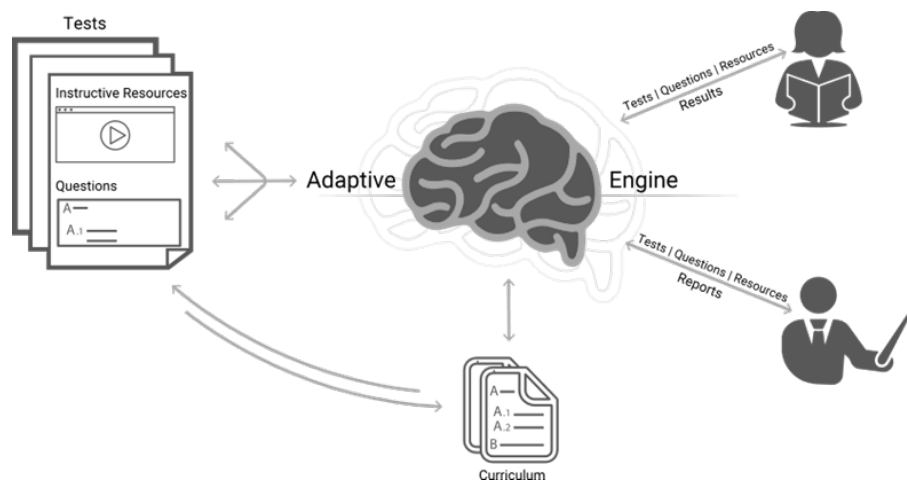 Tests
Instructive Resources
Questions
A
A.1
Adaptive Engine
Tests | Questions | Resources
Results
Tests | Questions | Resources
Reports
A
A.1
A.2
B
Curriculum